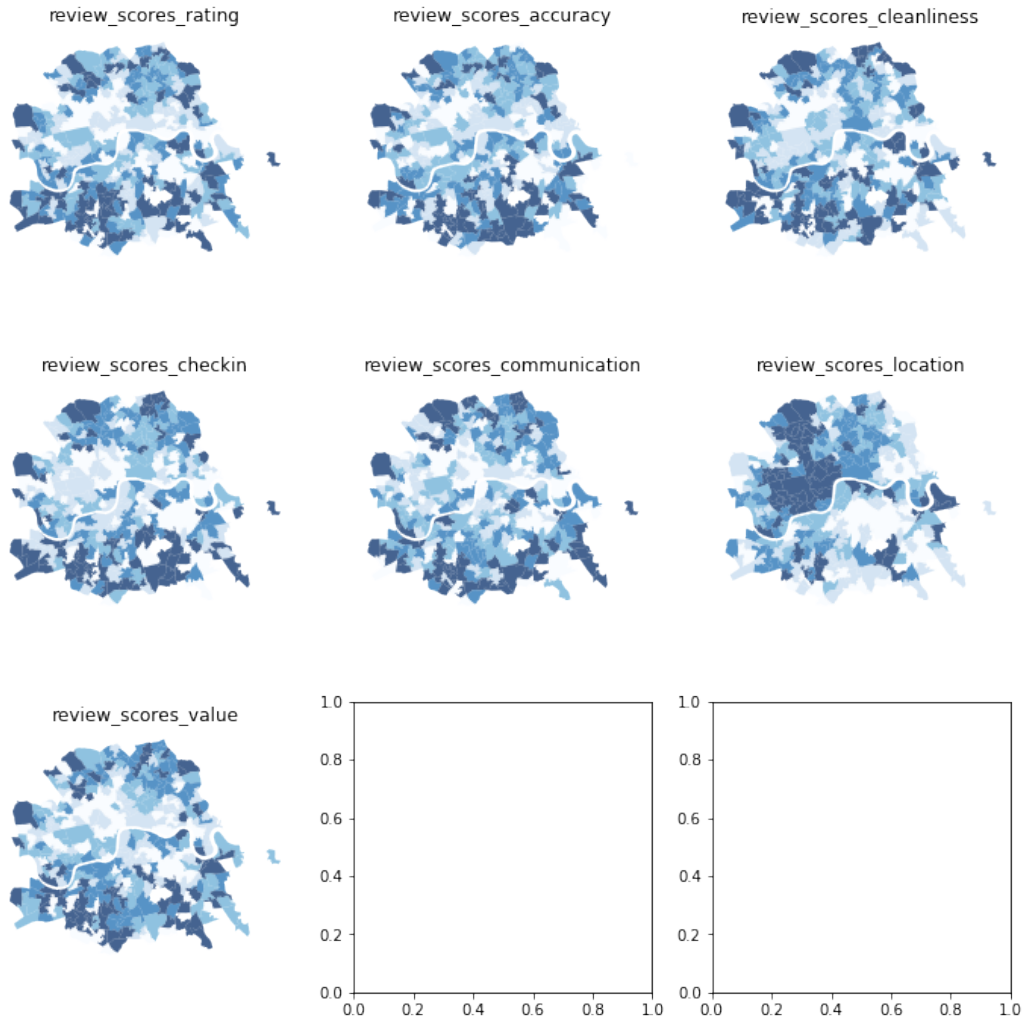 review_scores_rating
review_scores_accuracy
review_scores_cleanliness
review_scores_checkin
review_scores_communication
review_scores_location
review_scores_value
1.0
0.8
0.6
0.4
0.2
0.0
0.0 0.2 0.4 0.6 0.8 1.0
1.0
0.8
0.6
0.4
0.2
0.0
0.0 0.2 0.4 0.6 0.8 1.0